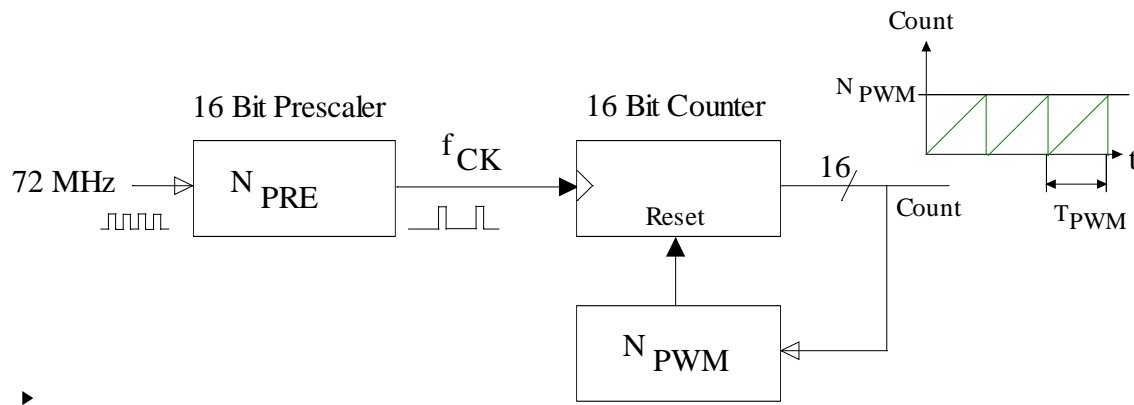 Count
N PWM
t
T PWM
16 Bit Prescaler
16 Bit Counter
72 MHz
N PRE
f CK
Reset
16
Count
N PWM